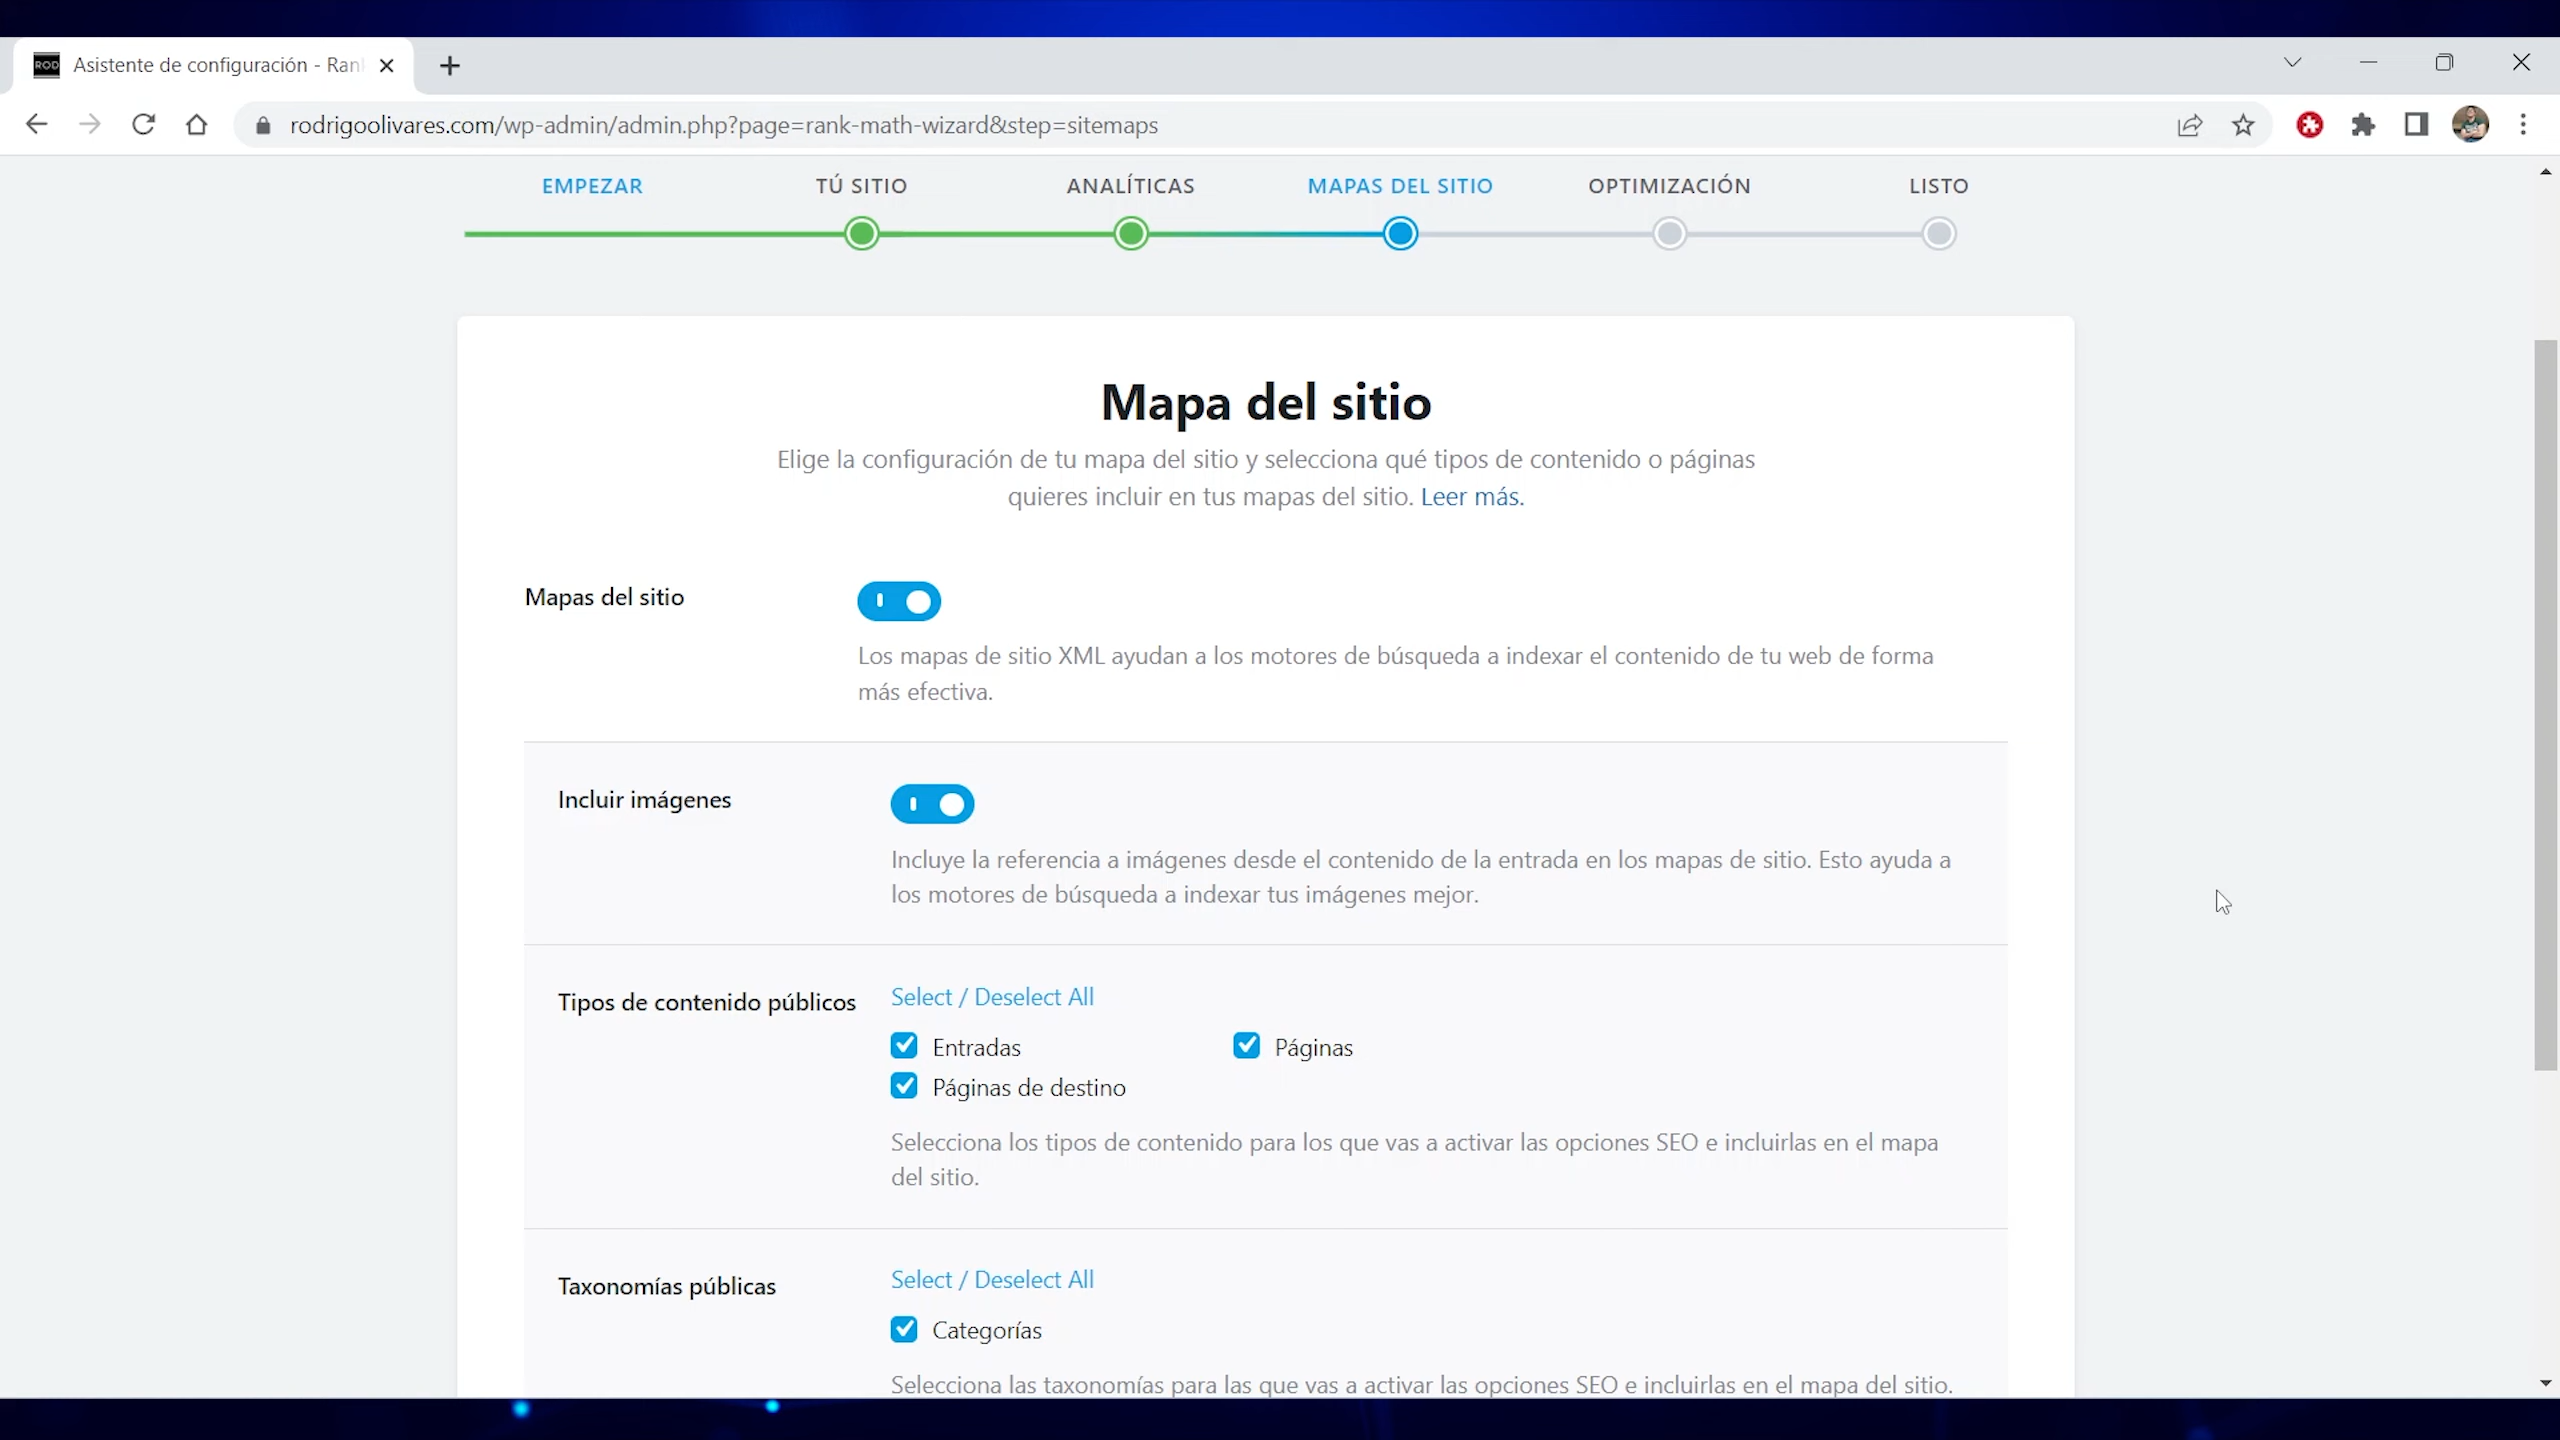 ROD
Asistente de configuración - Ran
rodrigoolivares.com/wp-admin/admin.php?page=rank-math-wizard&step=sitemaps
EMPEZAR
TÚ SITIO
ANALÍTICAS
MAPAS DEL SITIO
OPTIMIZACIÓN
LISTO
Mapa del sitio
Elige la configuración de tu mapa del sitio y selecciona qué tipos de contenido o páginas
quieres incluir en tus mapas del sitio. Leer más.
Mapas del sitio
Los mapas de sitio XML ayudan a los motores de búsqueda a indexar el contenido de tu web de forma
más efectiva.
Incluir imágenes
Incluye la referencia a imágenes desde el contenido de la entrada en los mapas de sitio. Esto ayuda a
los motores de búsqueda a indexar tus imágenes mejor.
Tipos de contenido públicos
Select / Deselect All
Entradas
Páginas
Páginas de destino
Selecciona los tipos de contenido para los que vas a activar las opciones SEO e incluirlas en el mapa
del sitio.
Taxonomías públicas
Select / Deselect All
Categorías
Selecciona las taxonomías para las que vas a activar las opciones SEO e incluirlas en el mapa del sitio.